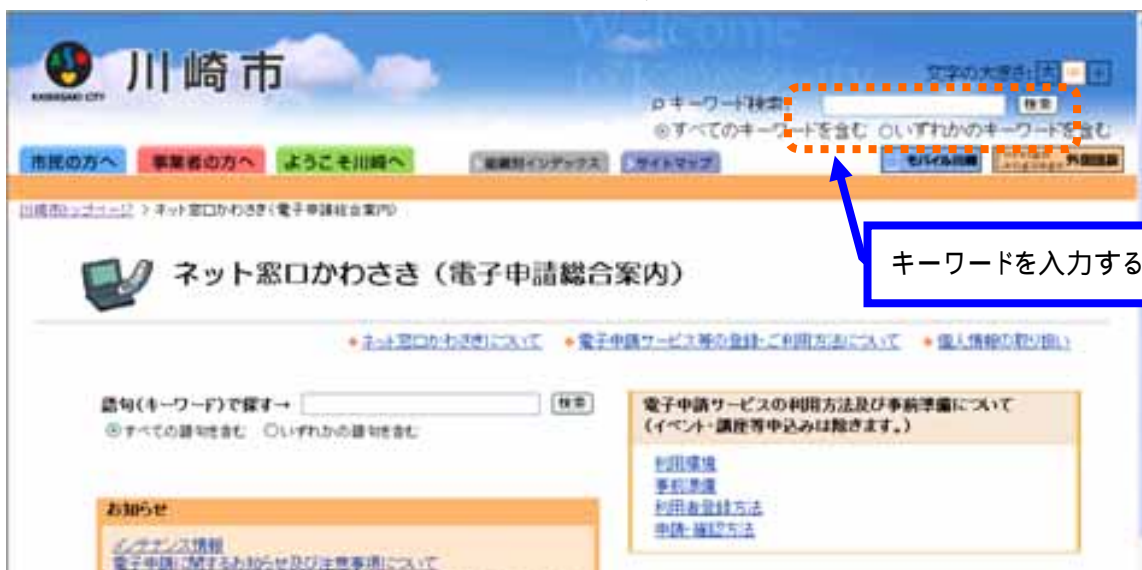 Welcome
川崎市
KAWASAKI CITY
文字の大きさ: 大 中 小
キーワード検索: 検索
すべてのキーワードを含む いずれかのキーワードを含む
市民の方へ 事業者の方へ ようこそ川崎へ 組織別インデックス サイトマップ モバイル川崎 外国語版
川崎市トップページ > ネット窓口かわさき(電子申請総合案内)
キーワードを入力する
ネット窓口かわさき（電子申請総合案内）
ネット窓口かわさきについて 電子申請サービス等の登録・ご利用方法について 個人情報の取り扱い
語句(キーワード)で探す→ 検索
すべての語句を含む いずれかの語句を含む
電子申請サービスの利用方法及び事前準備について
(イベント・講座等申込みは除きます。)
利用環境
事前準備
利用者登録方法
申請・確認方法
お知らせ
メンテナンス情報
電子申請に関するお知らせ及び注意事項について